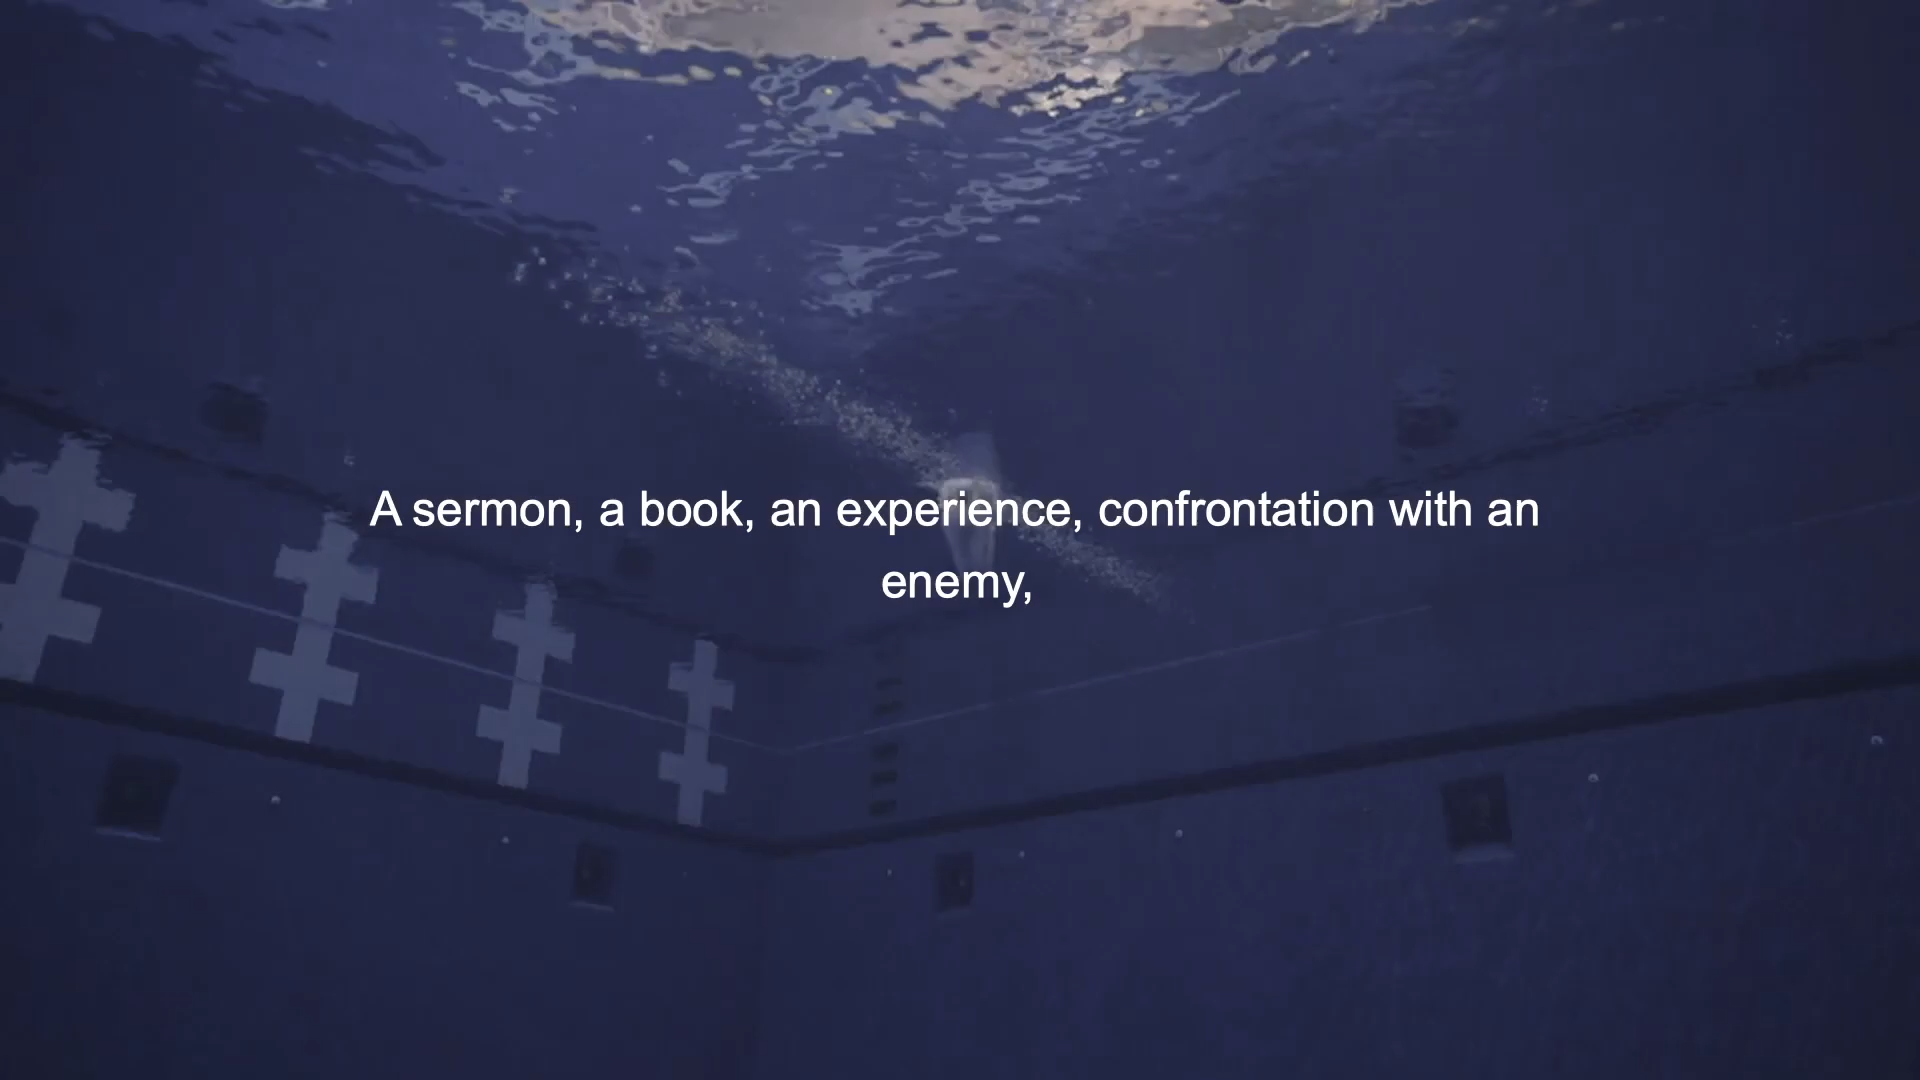 A sermon, a book, an experience, confrontation with an
enemy,